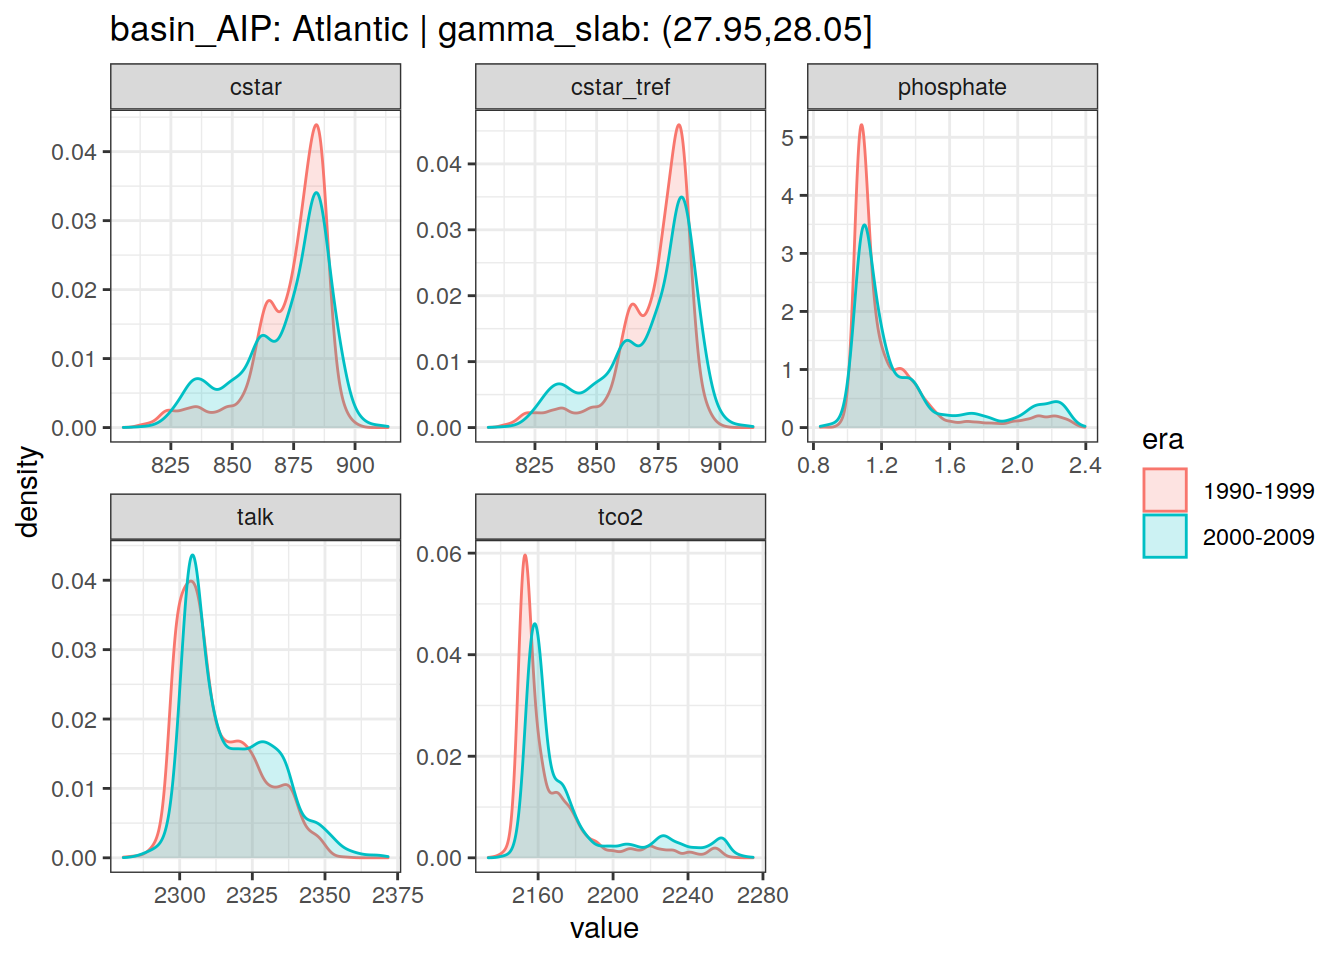 basin_AIP: Atlantic | gamma_slab: (27.95,28.05]
cstar
cstar_tref
phosphate
0.04
0.03
0.02
0.01
0.00
825 850 875 900
0.04
0.03
0.02
0.01
0.00
825 850 875 900
5
4
3
2
1
0
0.8 1.2 1.6 2.0 2.4
density
talk
tco2
0.04
0.03
0.02
0.01
0.00
2300 2325 2350 2375
0.06
0.04
0.02
0.00
2160 2200 2240 2280
value
era
1990-1999
2000-2009